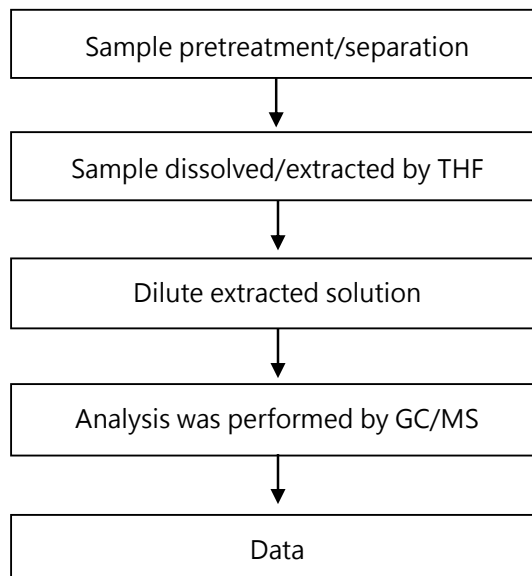 Sample pretreatment/separation
Sample dissolved/extracted by THF
Dilute extracted solution
Analysis was performed by GC/MS
Data